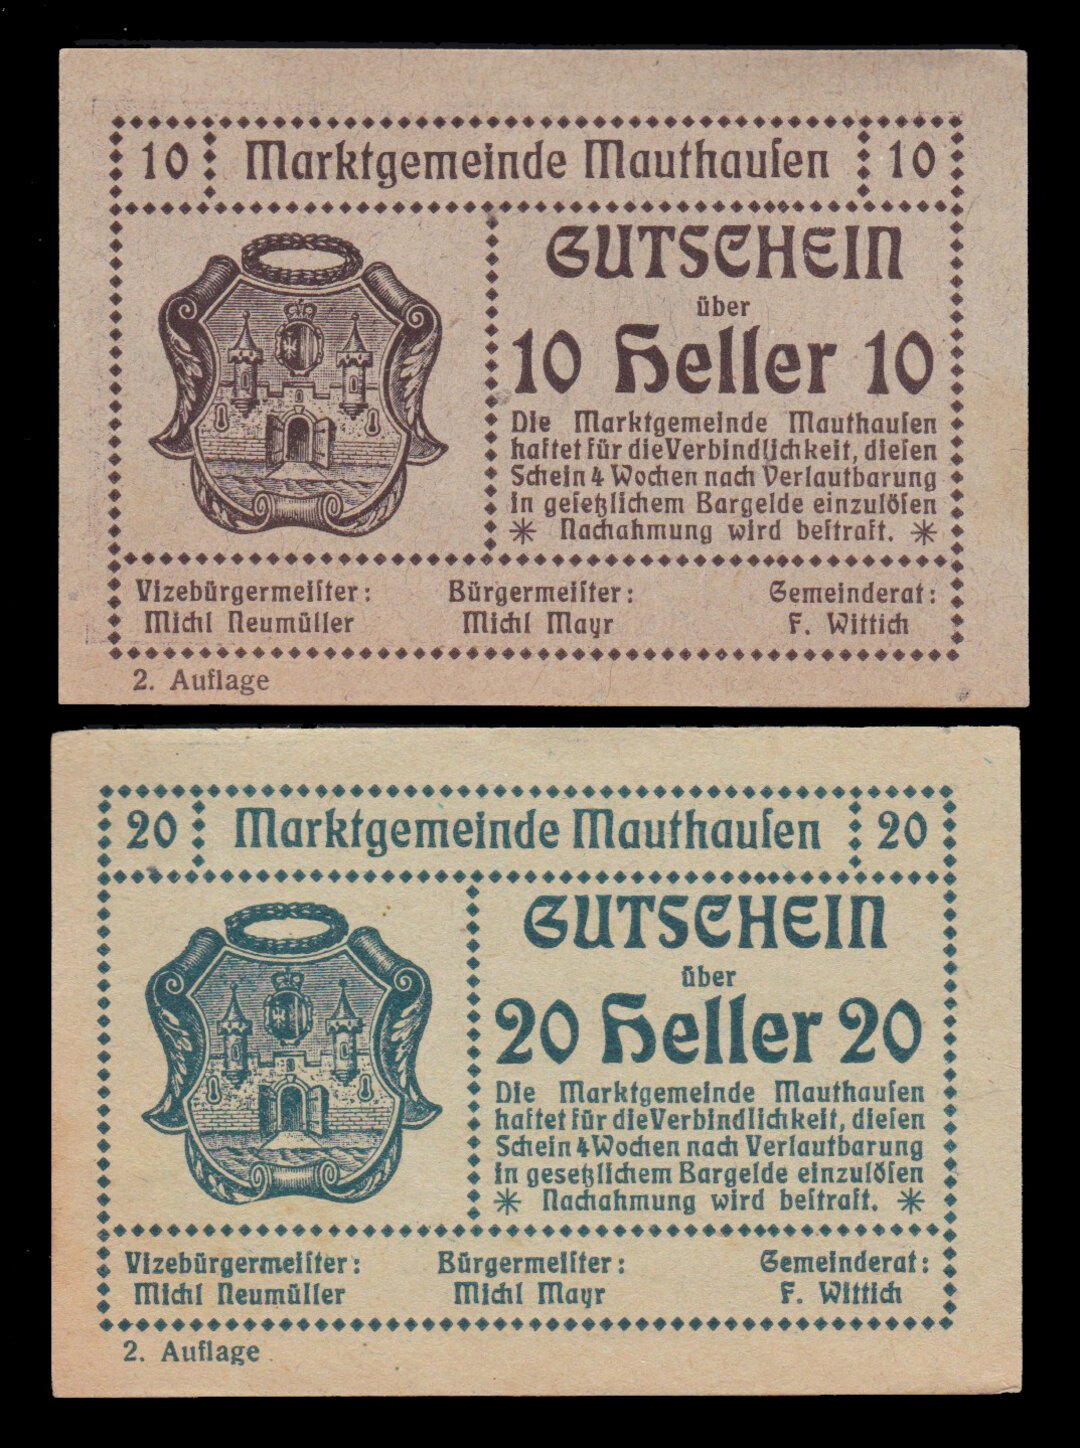 10 Marktgemeinde Mauthauſen 10
GUTSCHEIN
über
10 Heller 10
Die Marktgemeinde Mauthauſen
haftet für die Verbindlichkeit, dieſen
Schein 4 Wochen nach Verlautbarung
in geſetzlichem Bargelde einzulöſen
* Nachahmung wird beſtraft. *
Vizebürgermeiſter: Bürgermeiſter: Gemeinderat:
Michl Neumüller Michl Mayr F. Wittich
2. Auflage
20 Marktgemeinde Mauthauſen 20
GUTSCHEIN
über
20 Heller 20
Die Marktgemeinde Mauthauſen
haftet für die Verbindlichkeit, dieſen
Schein 4 Wochen nach Verlautbarung
in gesetzlichem Bargelde einzulöſen
* Nachahmung wird beſtraft. *
Vizebürgermeiſter: Bürgermeiſter: Gemeinderat:
Michl Neumüller Michl Mayr F. Wittich
2. Auflage